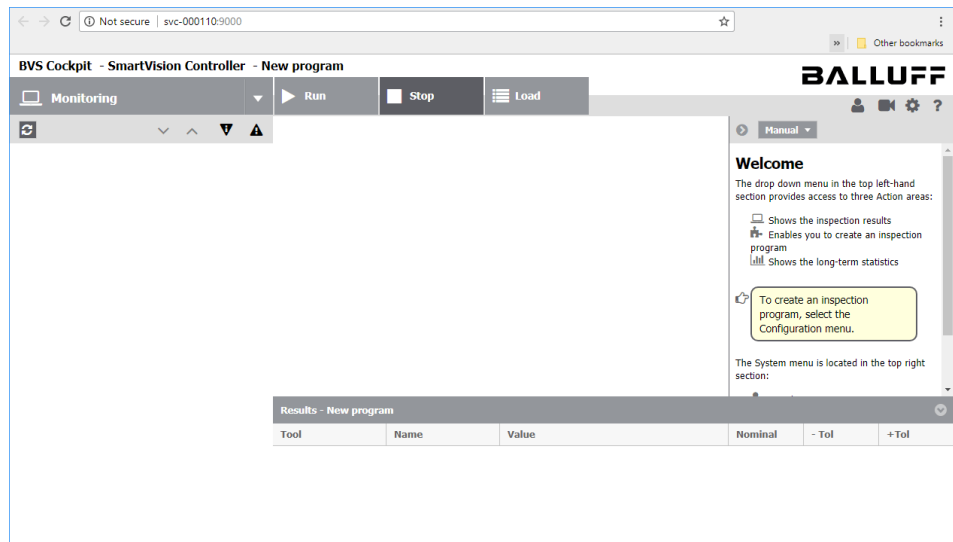 Not secure | svc-000110:9000
» Other bookmarks
BVS Cockpit - SmartVision Controller - New program
BALLUFF
Monitoring
Run
Stop
Load
?
Manual
Welcome
The drop down menu in the top left-hand
section provides access to three Action areas:
Shows the inspection results
Enables you to create an inspection
program
Shows the long-term statistics
To create an inspection
program, select the
Configuration menu.
The System menu is located in the top right
section:
Results - New program
Tool Name Value Nominal - Tol +Tol